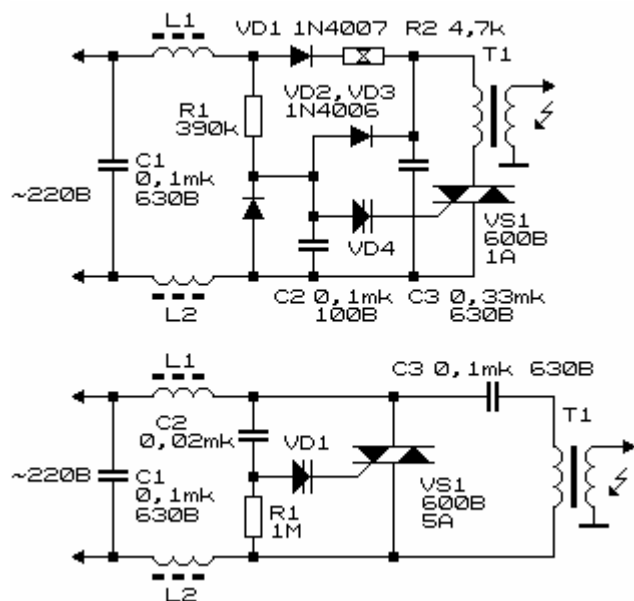 L1
VD1 1N4007 R2 4,7k
T1
VD2,VD3
1N4006
R1
390k
C1
0,1mk
630В
~220В
VD4
VS1
600В
1А
L2
C2 0,1mk
100В
C3 0,33mk
630В
L1
C3 0,1mk 630В
T1
C2
0,02mk
VD1
~220В
C1
0,1mk
630В
VS1
600В
5А
R1
1M
L2